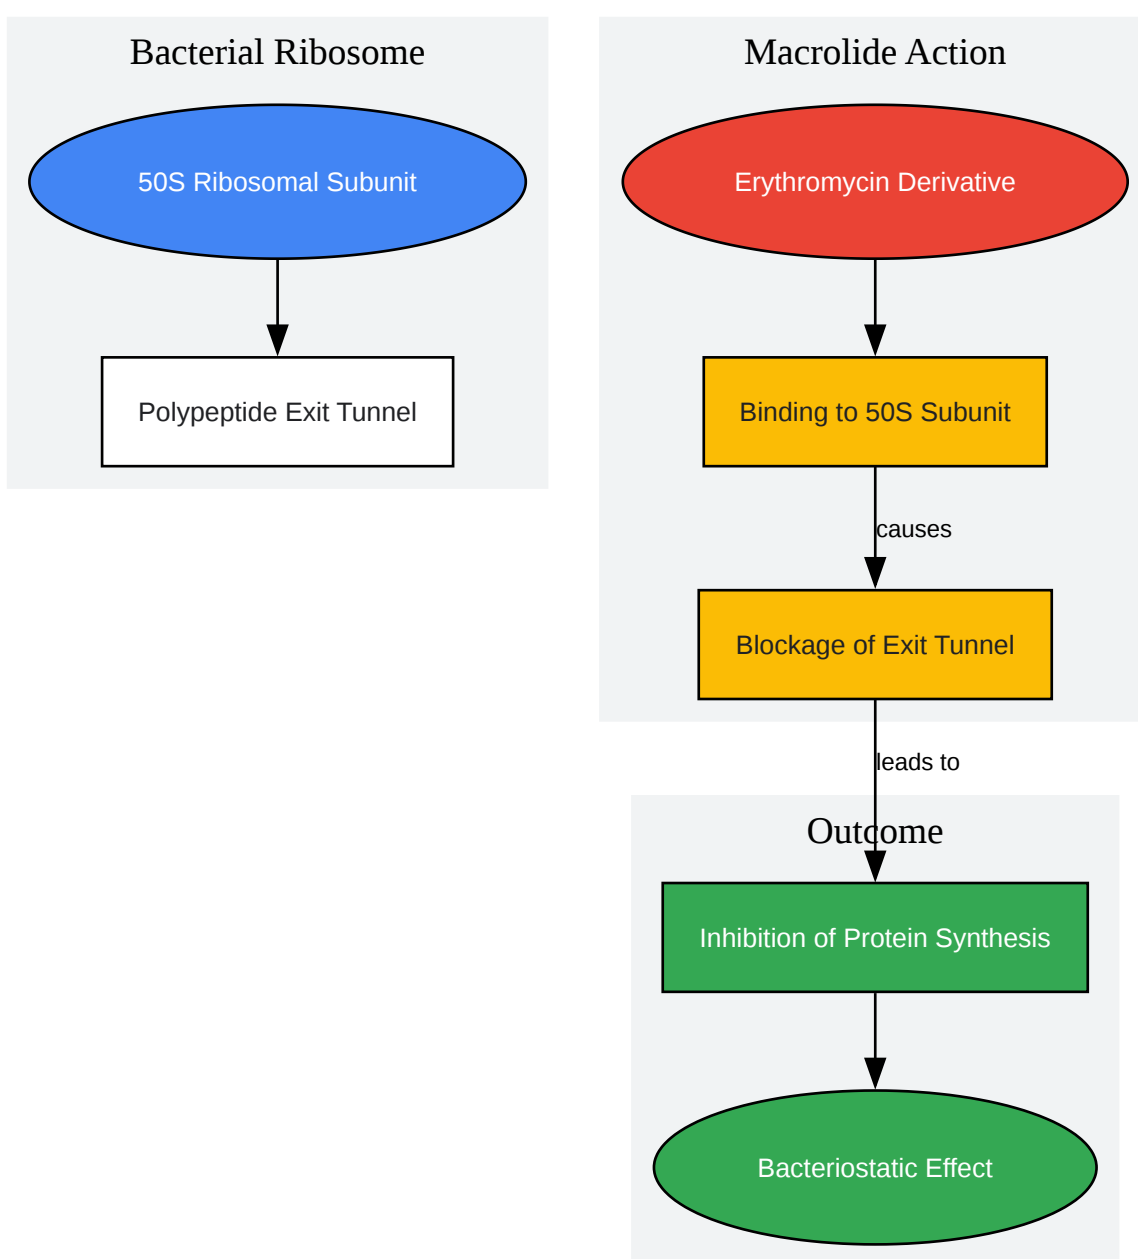 Bacterial Ribosome
50S Ribosomal Subunit
Polypeptide Exit Tunnel
Macrolide Action
Erythromycin Derivative
Binding to 50S Subunit
causes
Blockage of Exit Tunnel
leads to
Outcome
Inhibition of Protein Synthesis
Bacteriostatic Effect